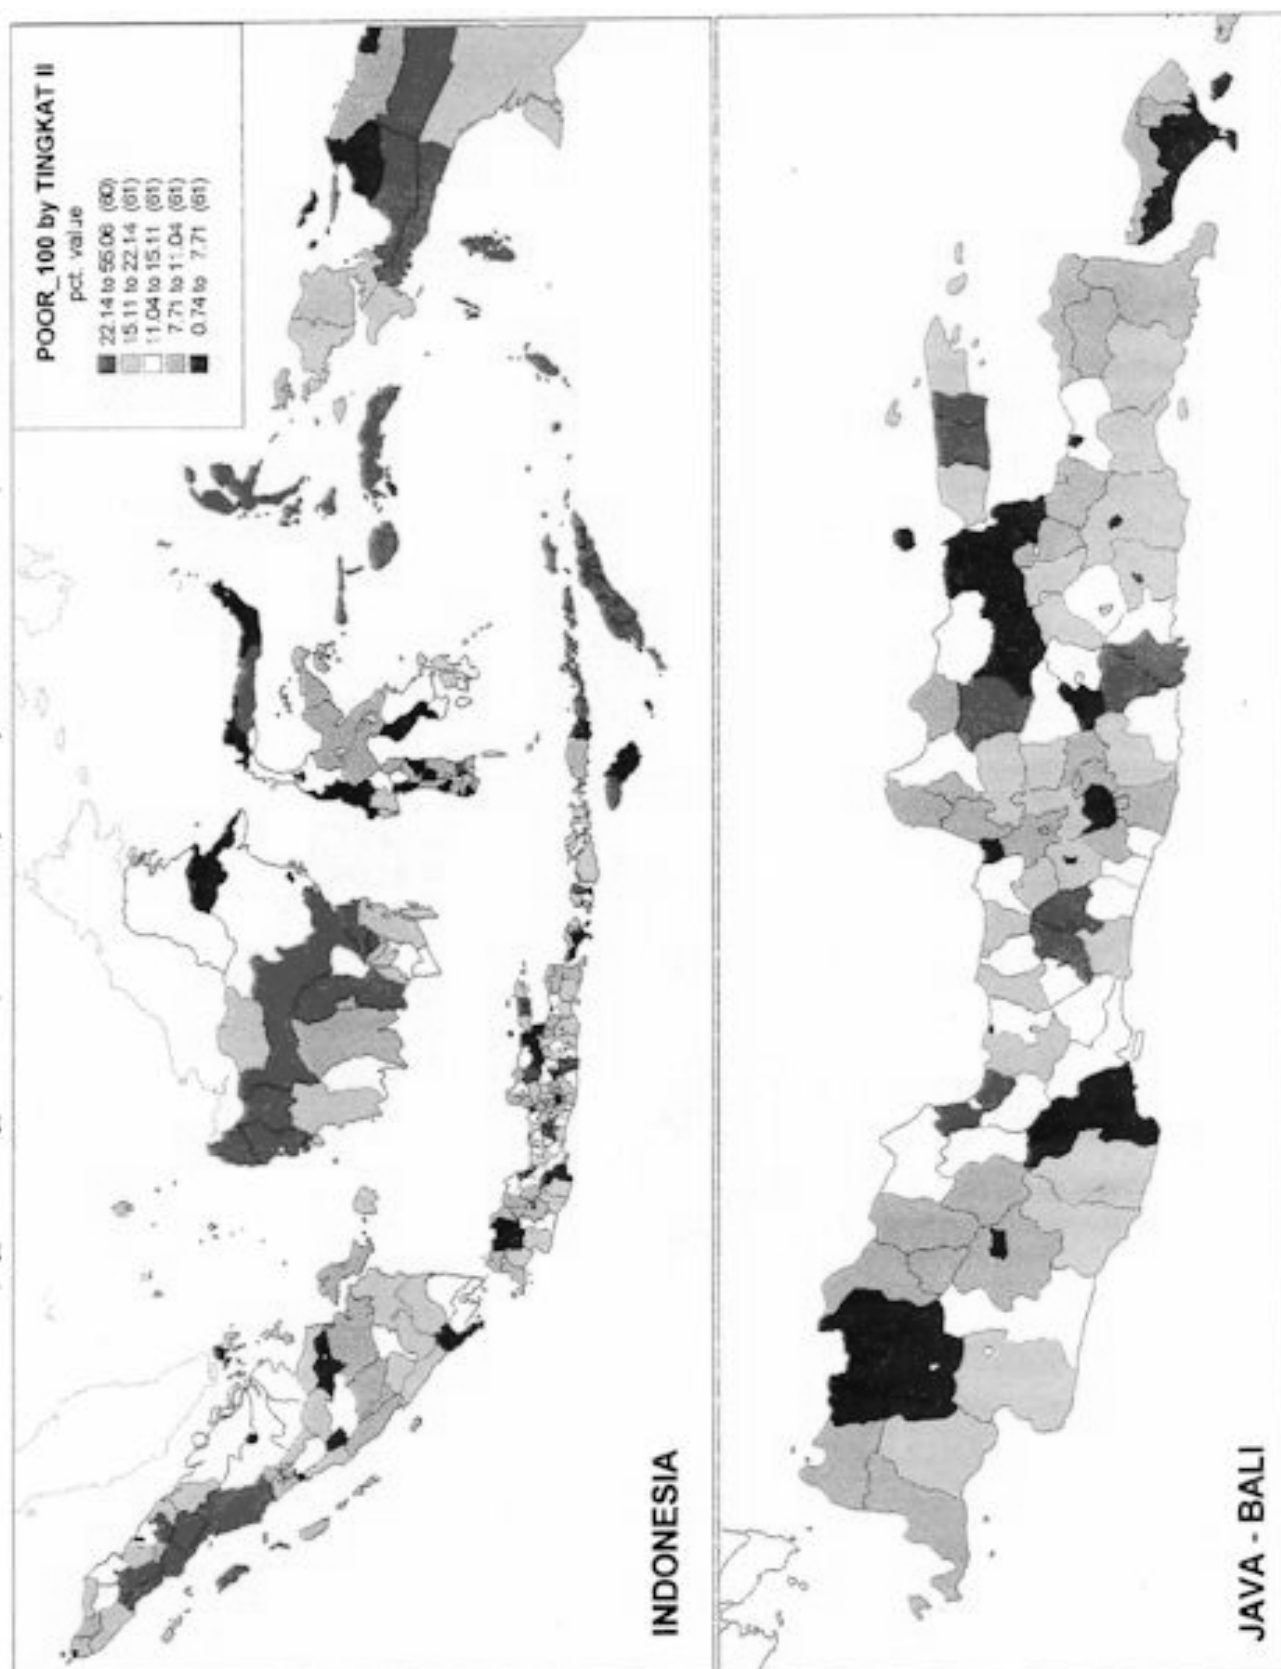 POOR_100 by TINGKAT II
pct. value
22.14 to 55.06 (60)
15.11 to 22.14 (61)
11.04 to 15.11 (61)
7.71 to 11.04 (61)
0.74 to 7.71 (61)
INDONESIA
JAVA - BALI